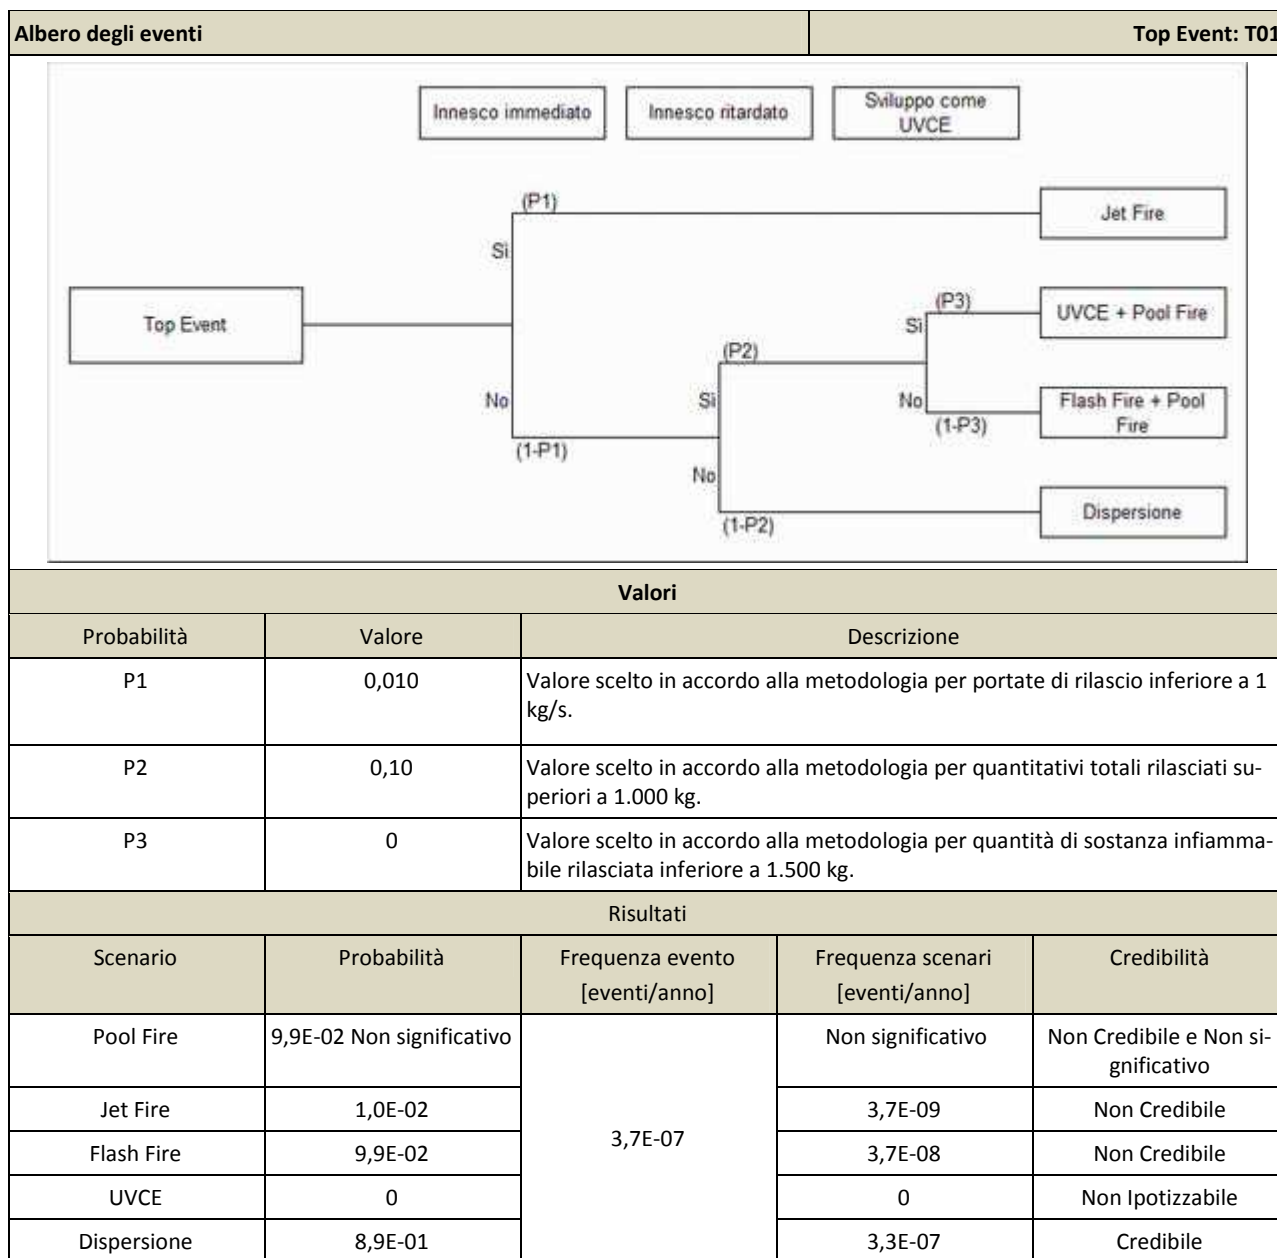 Albero degli eventi Top Event: T01
Innesco immediato Innesco ritardato Sviluppo come
UVCE
(P1)
Jet Fire
Sì
Top Event
(P3)
UVCE + Pool Fire
Sì
(P2)
No Sì No
Flash Fire + Pool
Fire
(1-P3)
(1-P1)
No
Dispersione
(1-P2)
Valori
Probabilità Valore Descrizione
P1 0,010 Valore scelto in accordo alla metodologia per portate di rilascio inferiore a 1
kg/s.
P2 0,10 Valore scelto in accordo alla metodologia per quantitativi totali rilasciati su-
periori a 1.000 kg.
P3 0 Valore scelto in accordo alla metodologia per quantità di sostanza infiamma-
bile rilasciata inferiore a 1.500 kg.
Risultati
Scenario Probabilità Frequenza evento Frequenza scenari Credibilità
[eventi/anno] [eventi/anno]
Pool Fire 9,9E-02 Non significativo Non significativo Non Credibile e Non si-
gnificativo
Jet Fire 1,0E-02 3,7E-09 Non Credibile
3,7E-07
Flash Fire 9,9E-02 3,7E-08 Non Credibile
UVCE 0 0 Non Ipotizzabile
Dispersione 8,9E-01 3,3E-07 Credibile